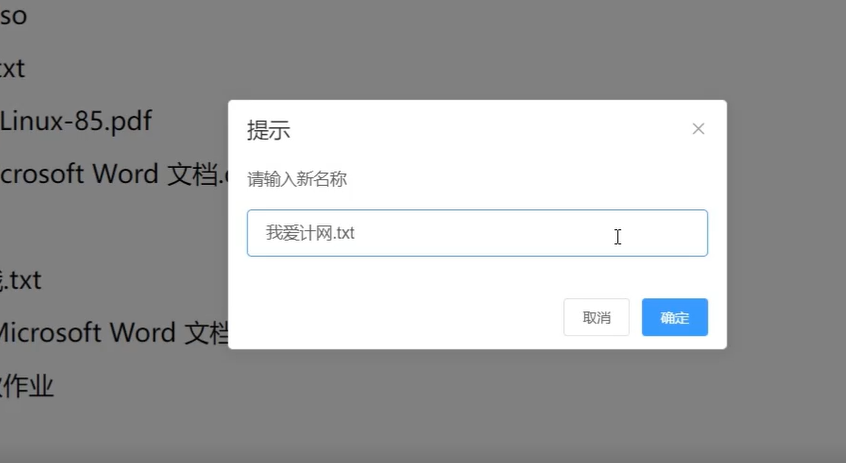 so
txt
Linux-85.pdf
crosoft Word 文档.
提示
请输入新名称
我爱计网.txt
.txt
Microsoft Word 文档
取消
确定
作业